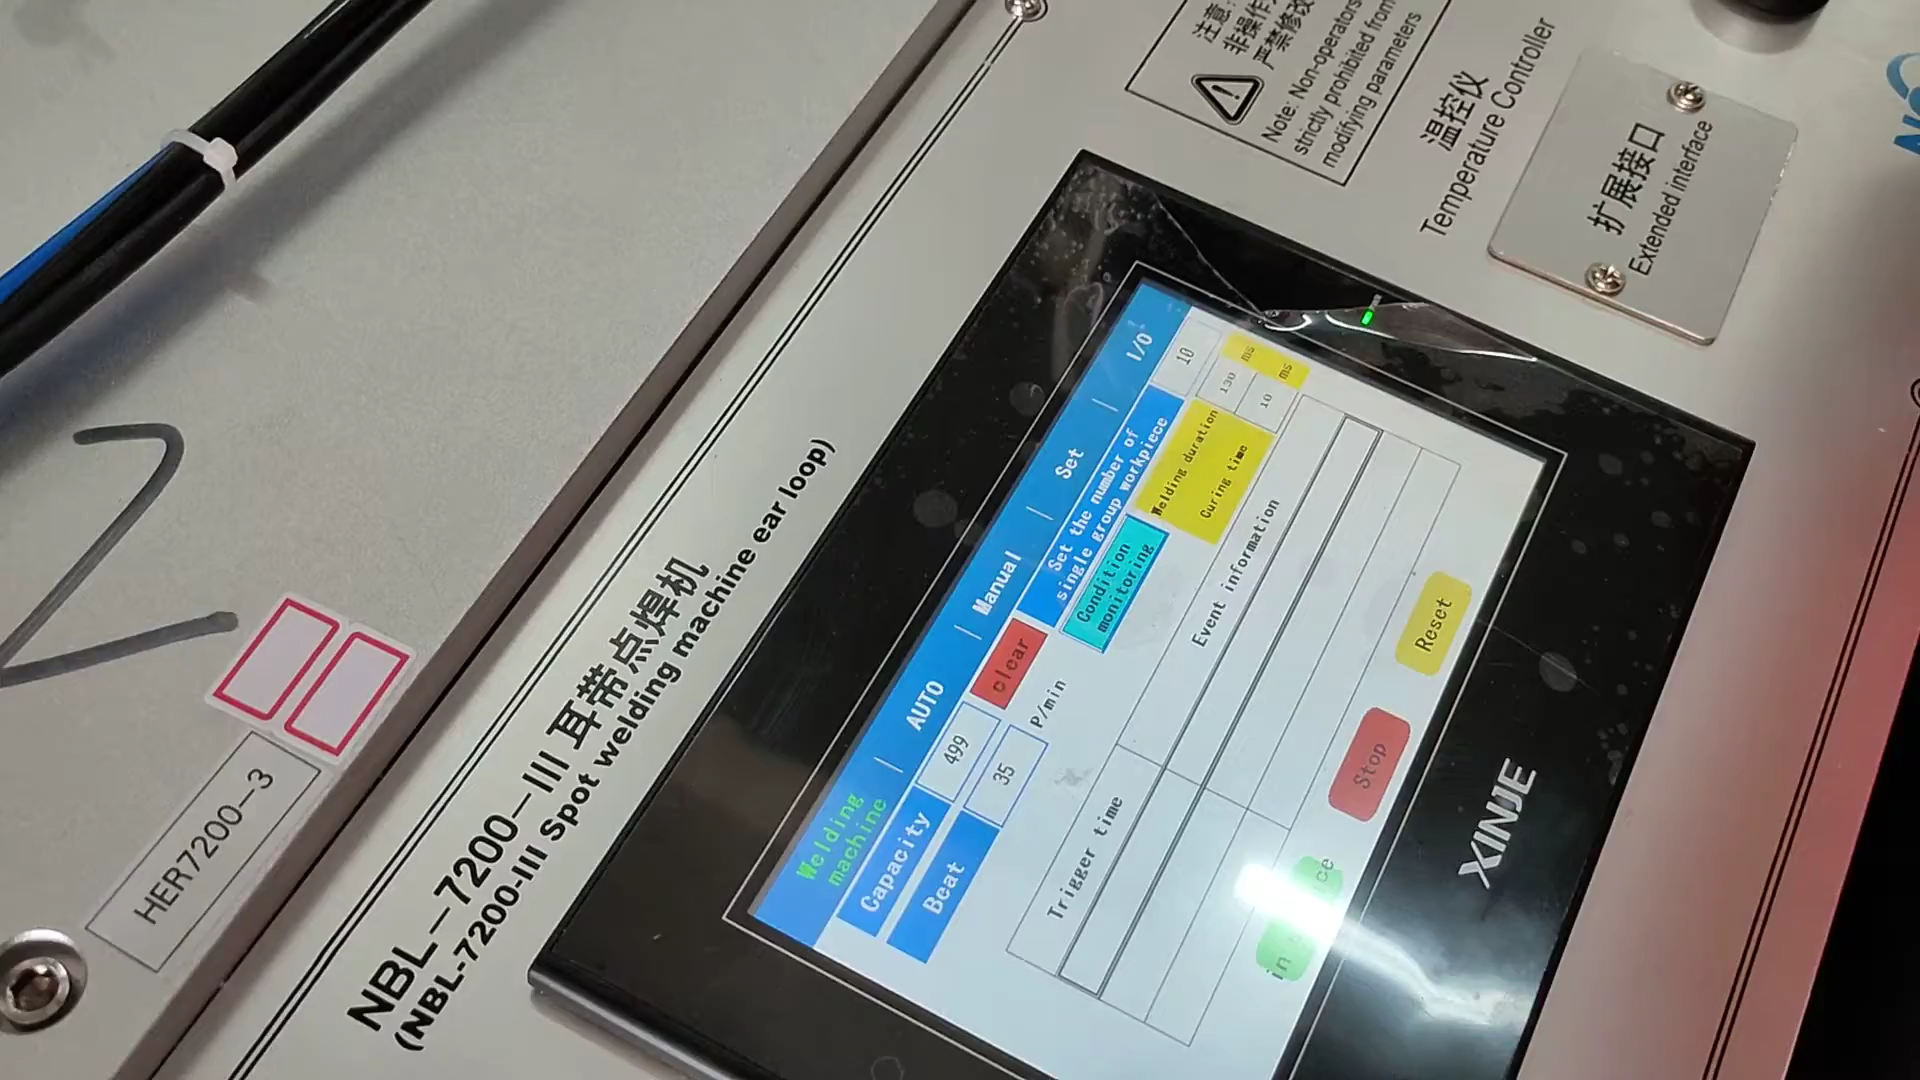 HER7200-3
NBL-7200-III 耳带点焊机
(NBL-7200-III Spot welding machine ear loop)
注意:
非操作
严禁修改
Note: Non-operators
strictly prohibited from
modifying parameters
温控仪
Temperature Controller
扩展接口
Extended interface
Welding
machine
AUTO
Manual
Set
I/O
Capacity
499
clear
Set the number of
single group workpiece
10
Beat
35
P/min
Condition
monitoring
Welding duration
130
ms
Curing time
10
ms
Trigger time
Event information
in
ce
Stop
Reset
XINJE